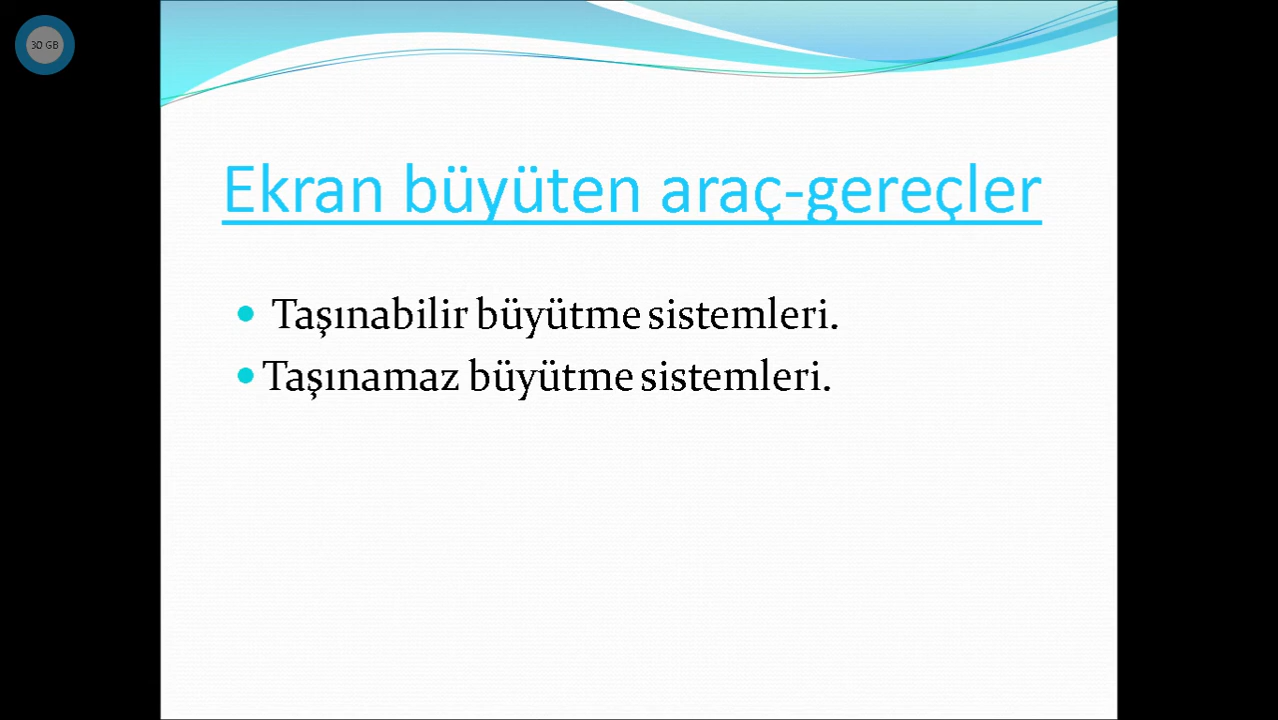 30 GB
Ekran büyüten araç-gereçler
Taşınabilir büyütme sistemleri.
Taşınamaz büyütme sistemleri.